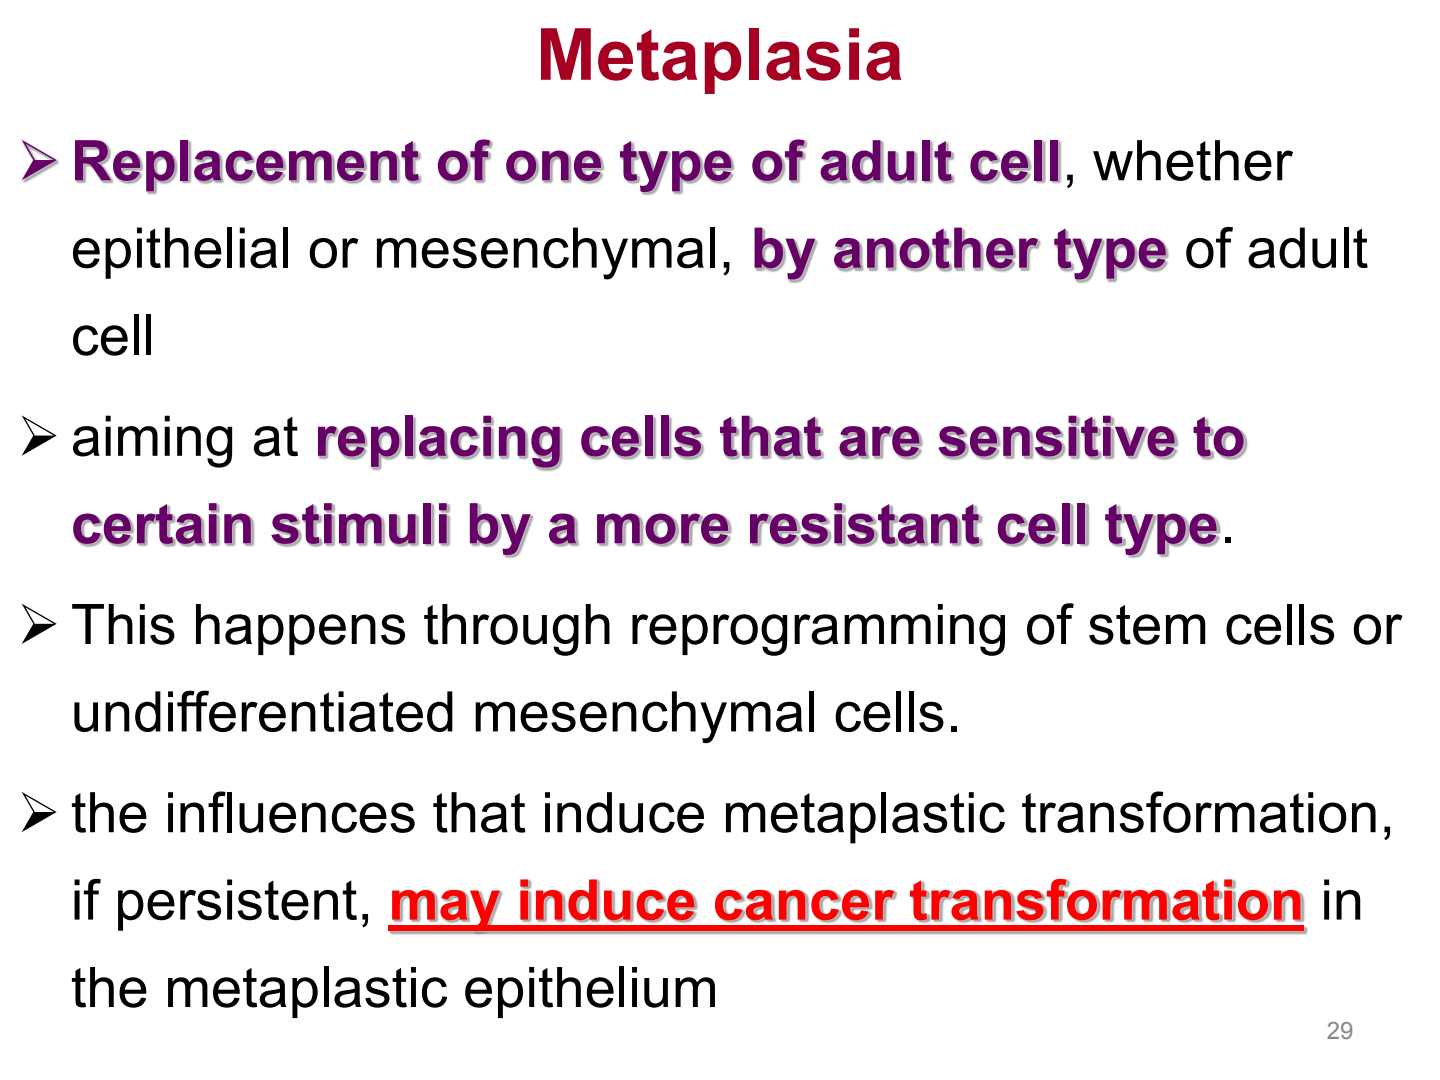 Metaplasia
➢ Replacement of one type of adult cell, whether
epithelial or mesenchymal, by another type of adult
cell
➢ aiming at replacing cells that are sensitive to
certain stimuli by a more resistant cell type.
➢ This happens through reprogramming of stem cells or
undifferentiated mesenchymal cells.
➢ the influences that induce metaplastic transformation,
if persistent, may induce cancer transformation in
the metaplastic epithelium
29